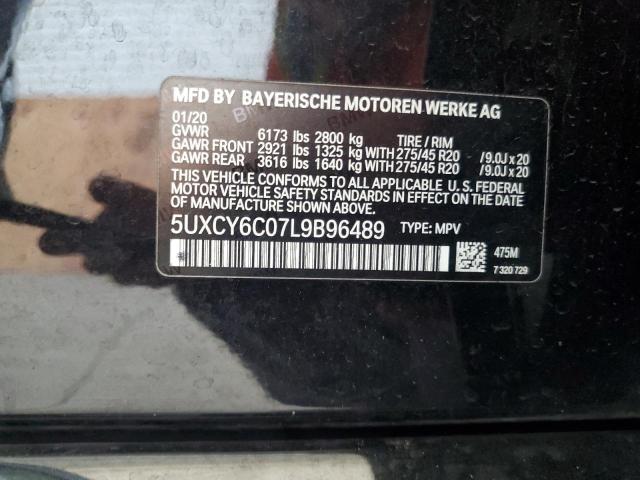 MFD BY BAYERISCHE MOTOREN WERKE AG
01/20
GVWR 6173 lbs 2800 kg TIRE / RIM
GAWR FRONT 2921 lbs 1325 kg WITH 275/45 R20 /9.0J x 20
GAWR REAR 3616 lbs 1640 kg WITH 275/45 R20 /9.0J x 20
THIS VEHICLE CONFORMS TO ALL APPLICABLE U. S. FEDERAL
MOTOR VEHICLE SAFETY STANDARDS IN EFFECT ON THE DATE
OF MANUFACTURE SHOWN ABOVE.
5UXCY6C07L9B96489 TYPE: MPV
475M
7 320 729